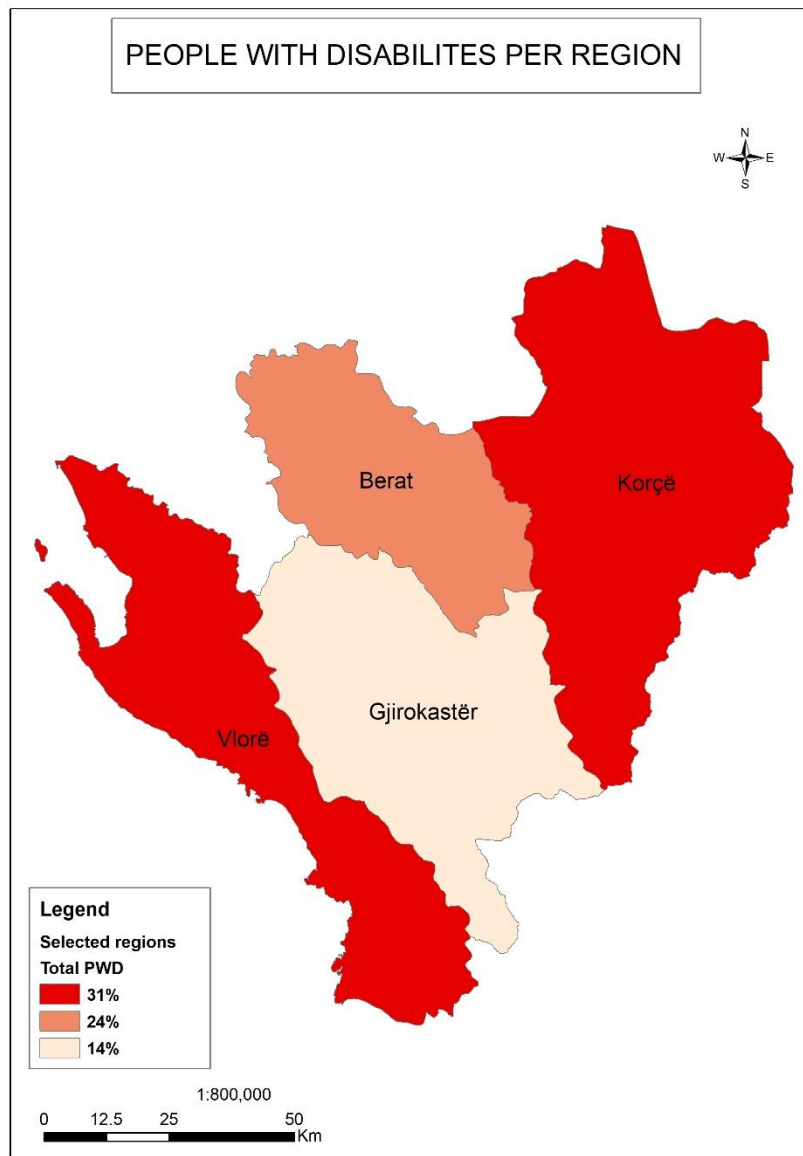 PEOPLE WITH DISABILITES PER REGION
N
W E
S
Berat
Korçë
Gjirokastër
Vlorë
Legend
Selected regions
Total PWD
31%
24%
14%
1:800,000
0 12.5 25 50
Km